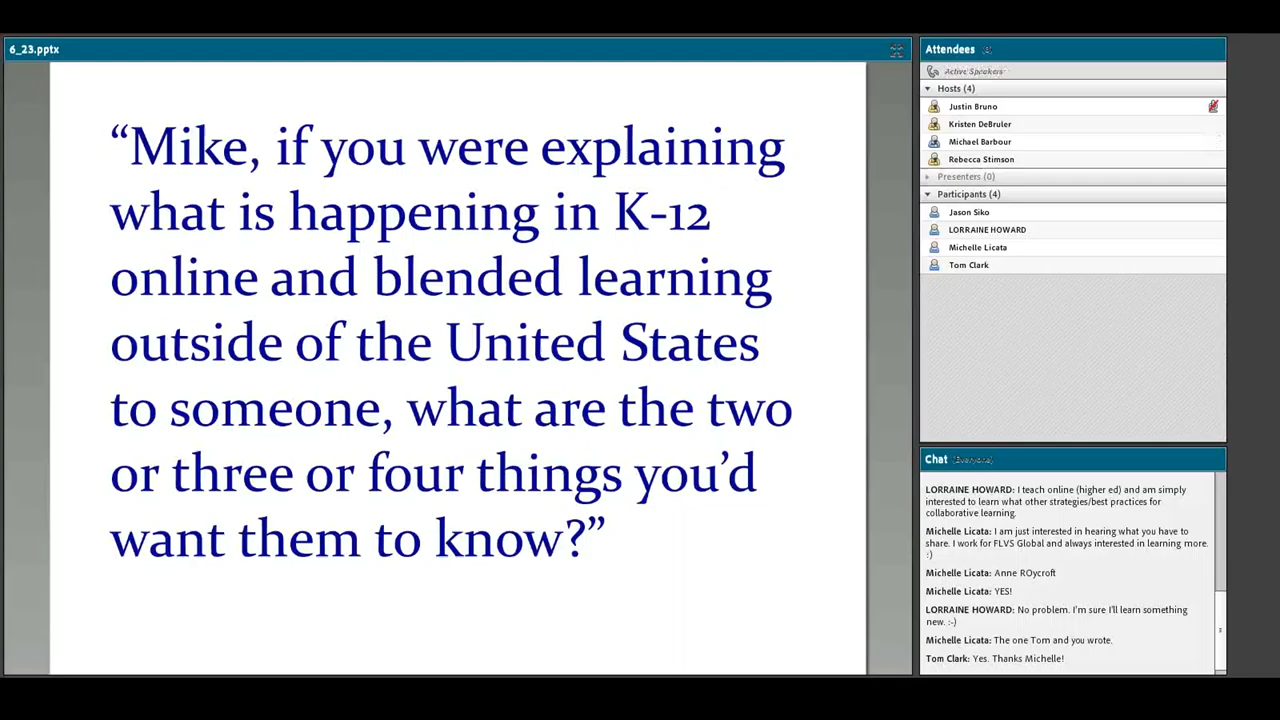 6_23.pptx
“Mike, if you were explaining
what is happening in K-12
online and blended learning
outside of the United States
to someone, what are the two
or three or four things you’d
want them to know?”
Attendees
Active Speakers
Hosts (4)
Justin Bruno
Kristen DeBruler
Michael Barbour
Rebecca Stimson
Presenters (0)
Participants (4)
Jason Siko
LORRAINE HOWARD
Michelle Licata
Tom Clark
Chat (Everyone)
LORRAINE HOWARD: I teach online (higher ed) and am simply
interested to learn what other strategies/best practices for
collaborative learning.
Michelle Licata: I am just interested in hearing what you have to
share. I work for FLVS Global and always interested in learning more.
:)
Michelle Licata: Anne ROycroft
Michelle Licata: YES!
LORRAINE HOWARD: No problem. I'm sure I'll learn something
new. :-)
Michelle Licata: The one Tom and you wrote.
Tom Clark: Yes. Thanks Michelle!